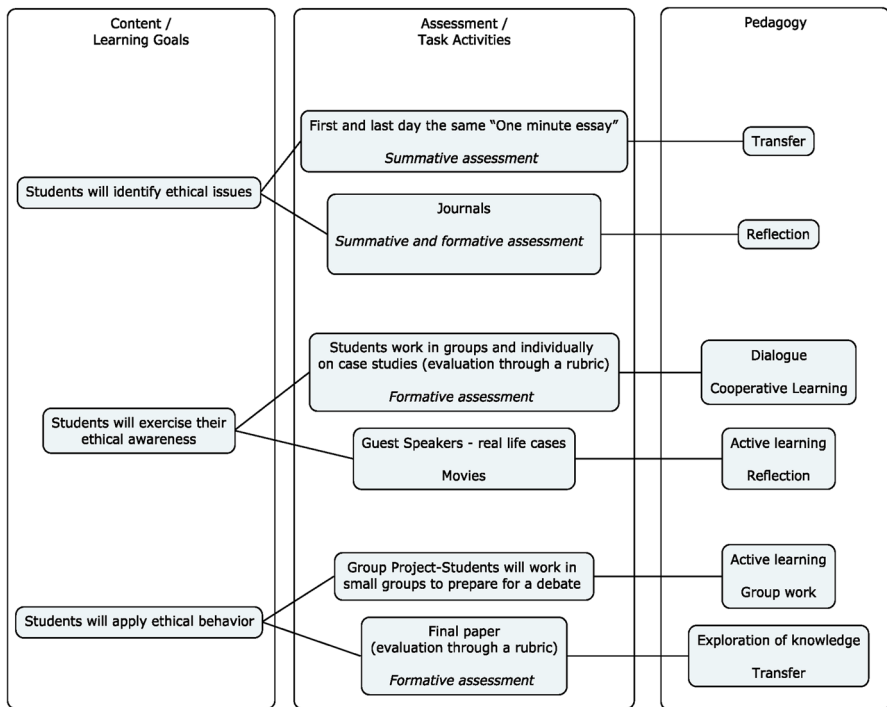 Content /
Learning Goals
Assessment /
Task Activities
Pedagogy
First and last day the same “One minute essay”
Summative assessment
Transfer
Students will identify ethical issues
Journals
Summative and formative assessment
Reflection
Students work in groups and individually
on case studies (evaluation through a rubric)
Formative assessment
Dialogue
Cooperative Learning
Students will exercise their
ethical awareness
Guest Speakers - real life cases
Movies
Active learning
Reflection
Group Project-Students will work in
small groups to prepare for a debate
Active learning
Group work
Students will apply ethical behavior
Final paper
(evaluation through a rubric)
Formative assessment
Exploration of knowledge
Transfer